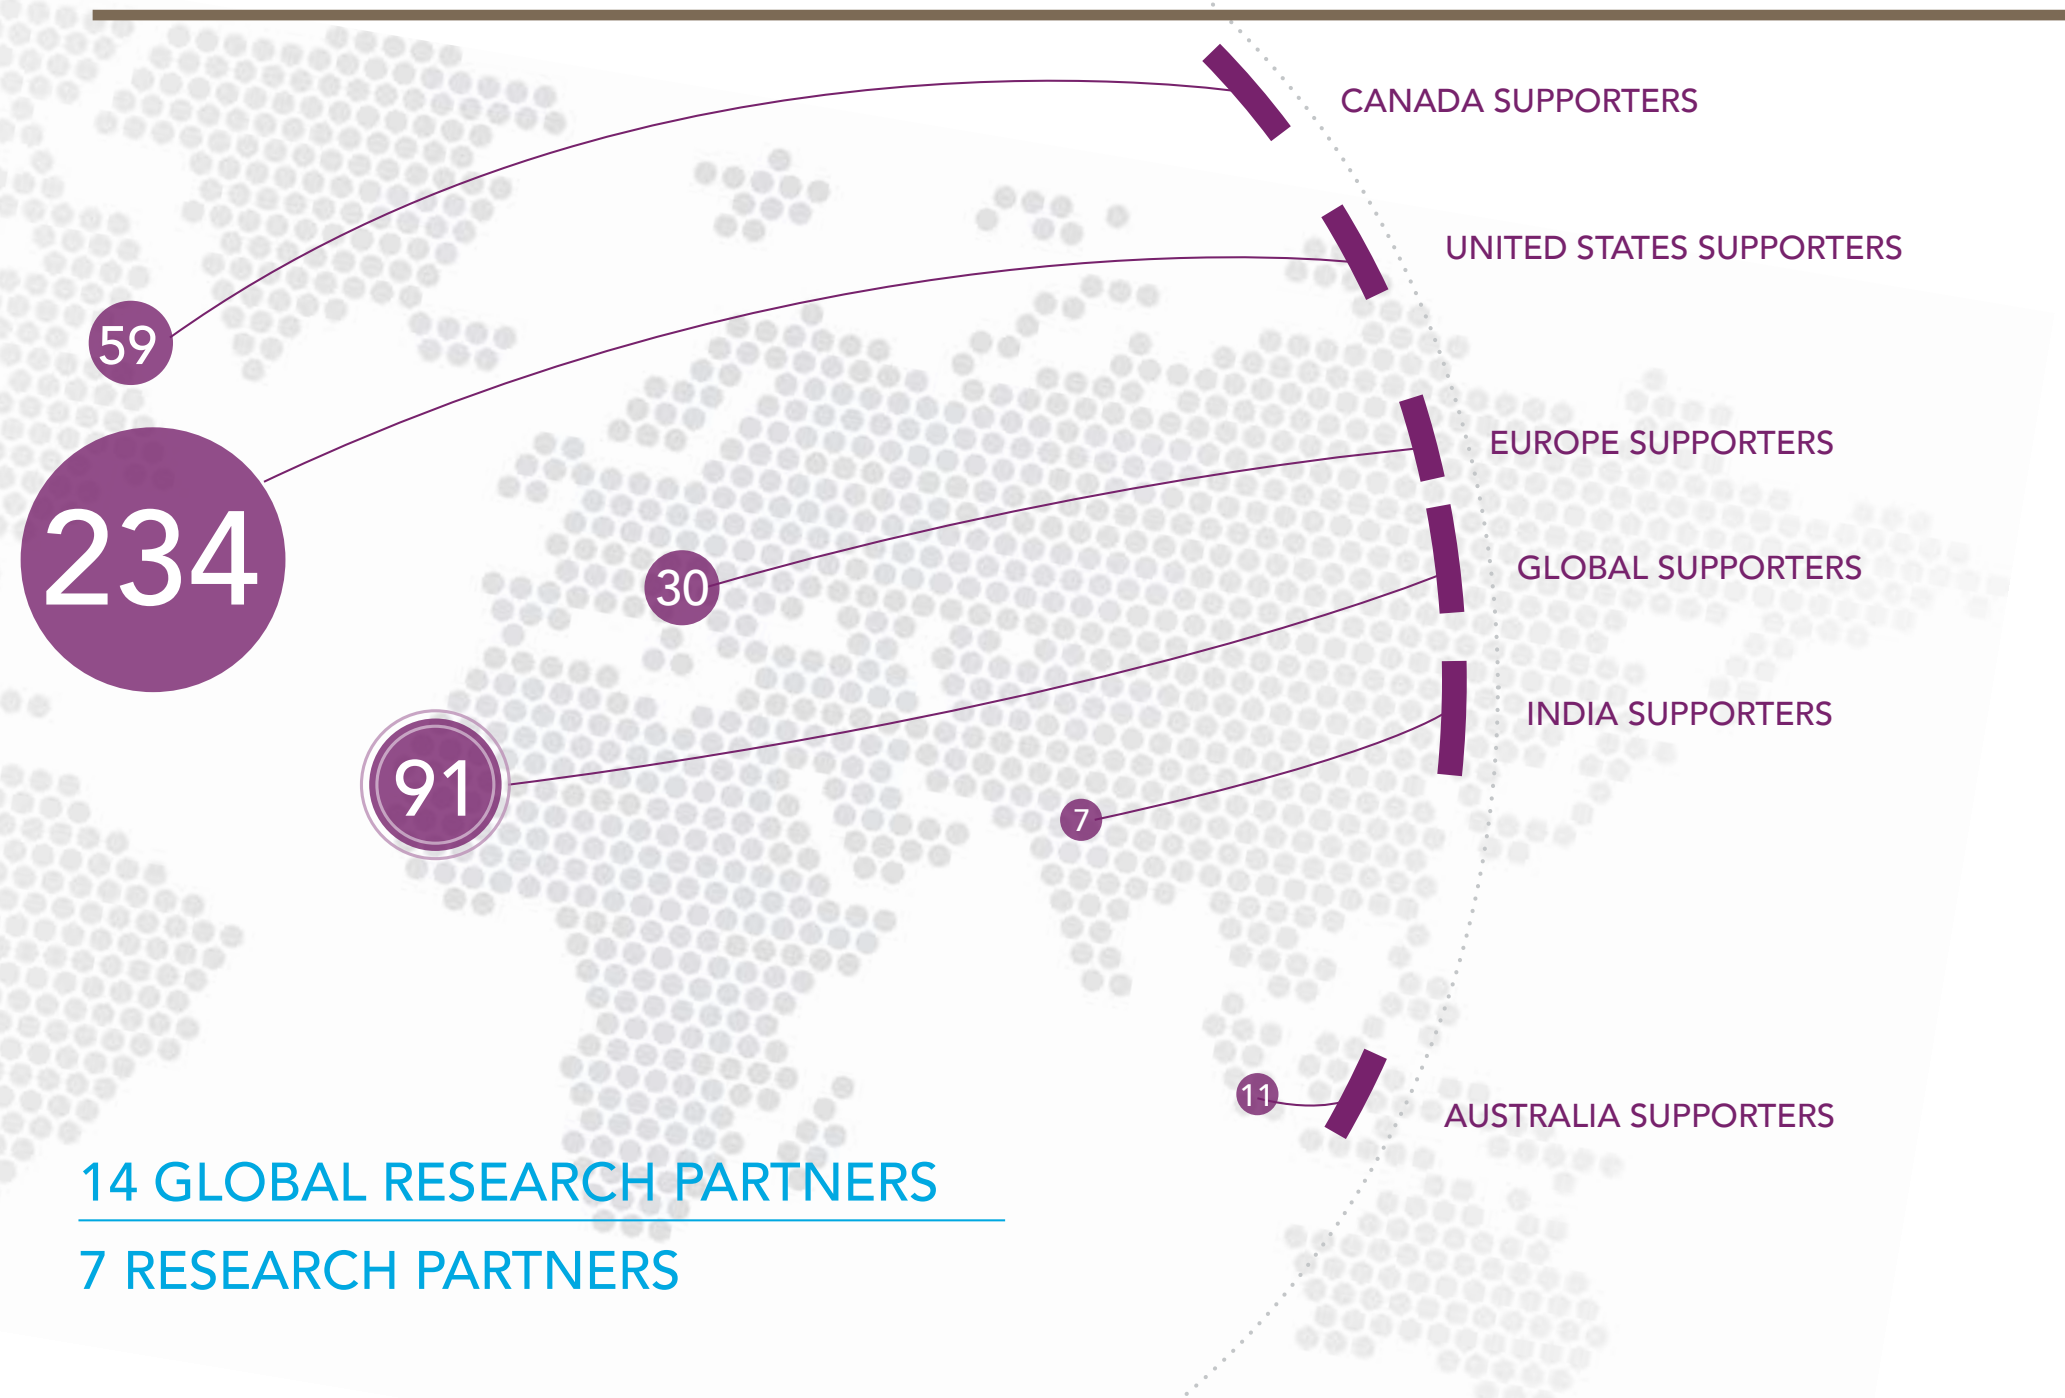 CANADA SUPPORTERS
UNITED STATES SUPPORTERS
59
EUROPE SUPPORTERS
234
GLOBAL SUPPORTERS
30
INDIA SUPPORTERS
91
7
11
AUSTRALIA SUPPORTERS
14 GLOBAL RESEARCH PARTNERS
7 RESEARCH PARTNERS